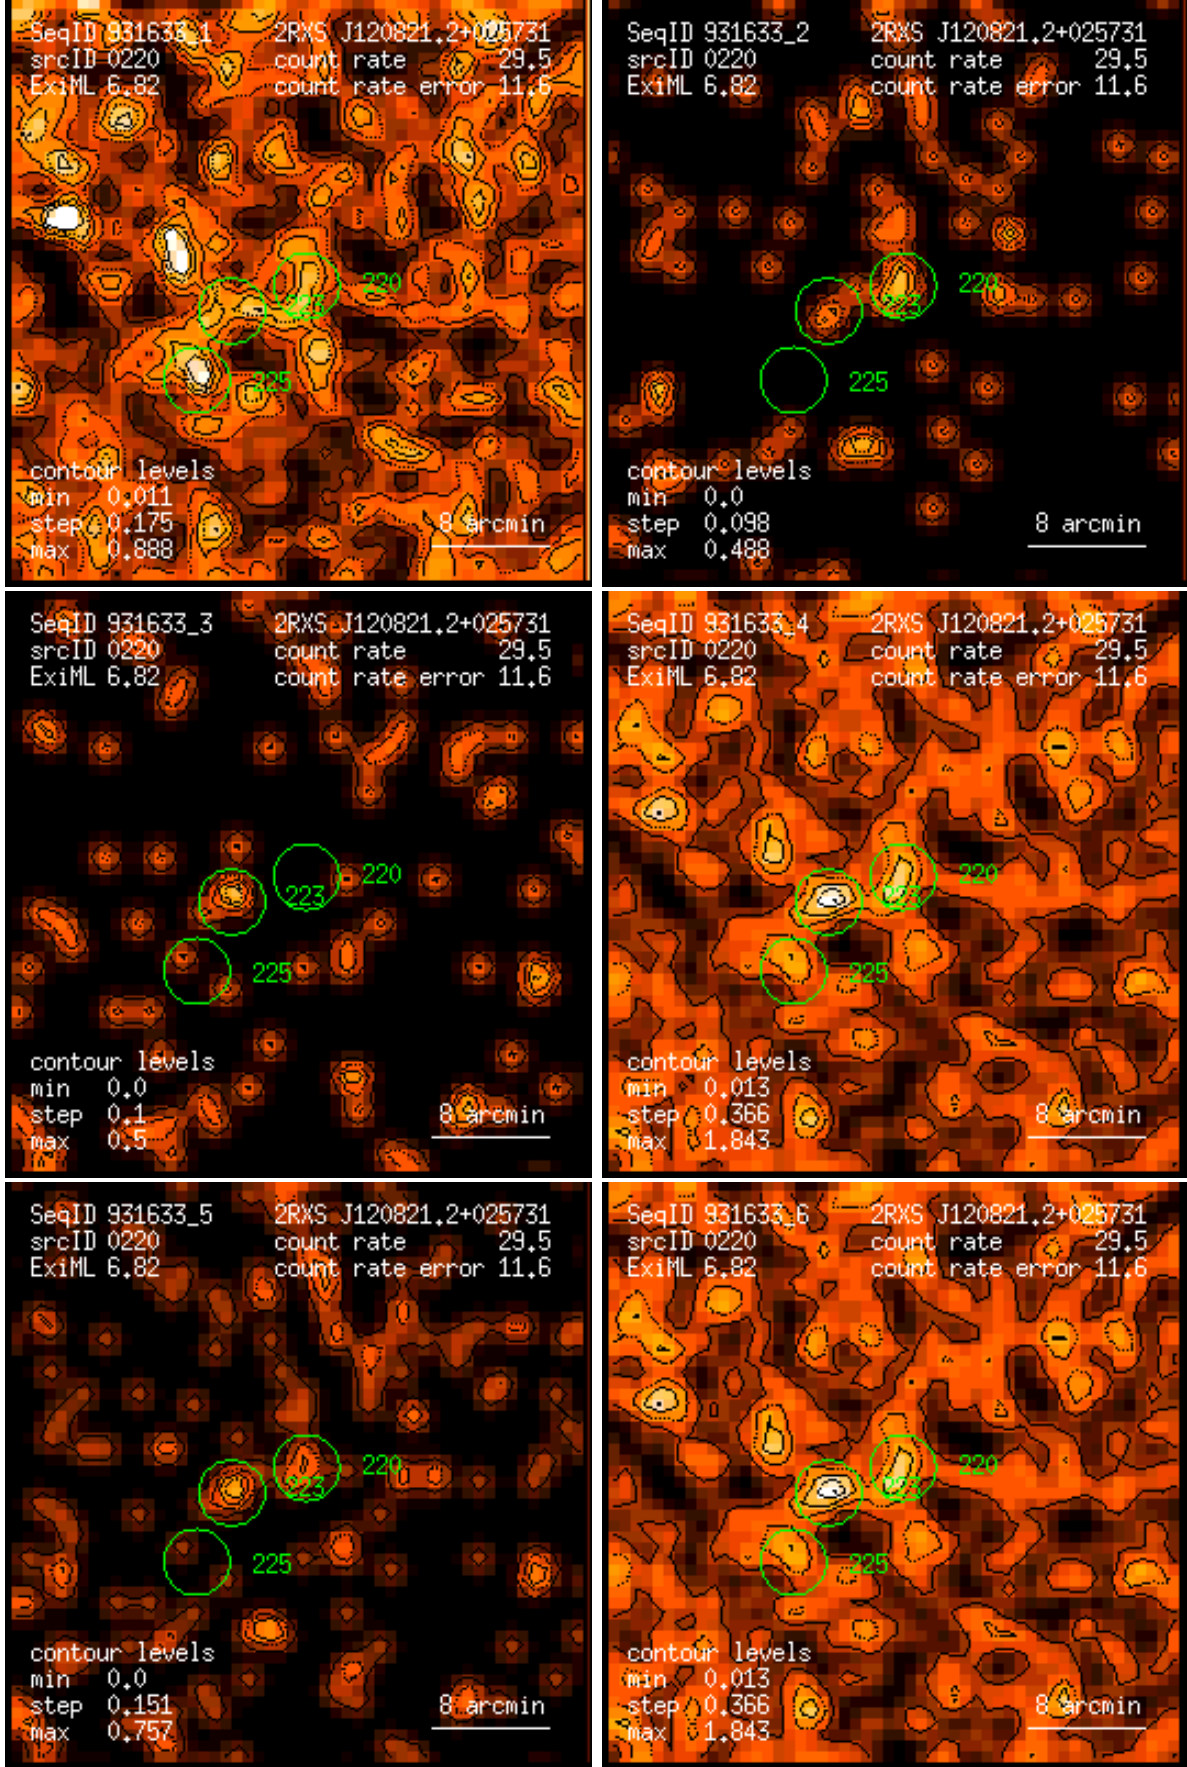 SeqID 931633_1 2RXS J120821.2+025731
srcID 0220 count rate 29.5
ExiML 6.82 count rate error 11.6
220
223
225
contour levels
min 0.011
step 0.175
max 0.888
8 arcmin
SeqID 931633_2 2RXS J120821.2+025731
srcID 0220 count rate 29.5
ExiML 6.82 count rate error 11.6
220
223
225
contour levels
min 0.0
step 0.098
max 0.488
8 arcmin
SeqID 931633_3 2RXS J120821.2+025731
srcID 0220 count rate 29.5
ExiML 6.82 count rate error 11.6
220
223
225
contour levels
min 0.0
step 0.1
max 0.5
8 arcmin
SeqID 931633_4 2RXS J120821.2+025731
srcID 0220 count rate 29.5
ExiML 6.82 count rate error 11.6
220
223
225
contour levels
min 0.013
step 0.366
max 1.843
8 arcmin
SeqID 931633_5 2RXS J120821.2+025731
srcID 0220 count rate 29.5
ExiML 6.82 count rate error 11.6
220
223
225
contour levels
min 0.0
step 0.151
max 0.757
8 arcmin
SeqID 931633_6 2RXS J120821.2+025731
srcID 0220 count rate 29.5
ExiML 6.82 count rate error 11.6
220
223
225
contour levels
min 0.013
step 0.366
max 1.843
8 arcmin